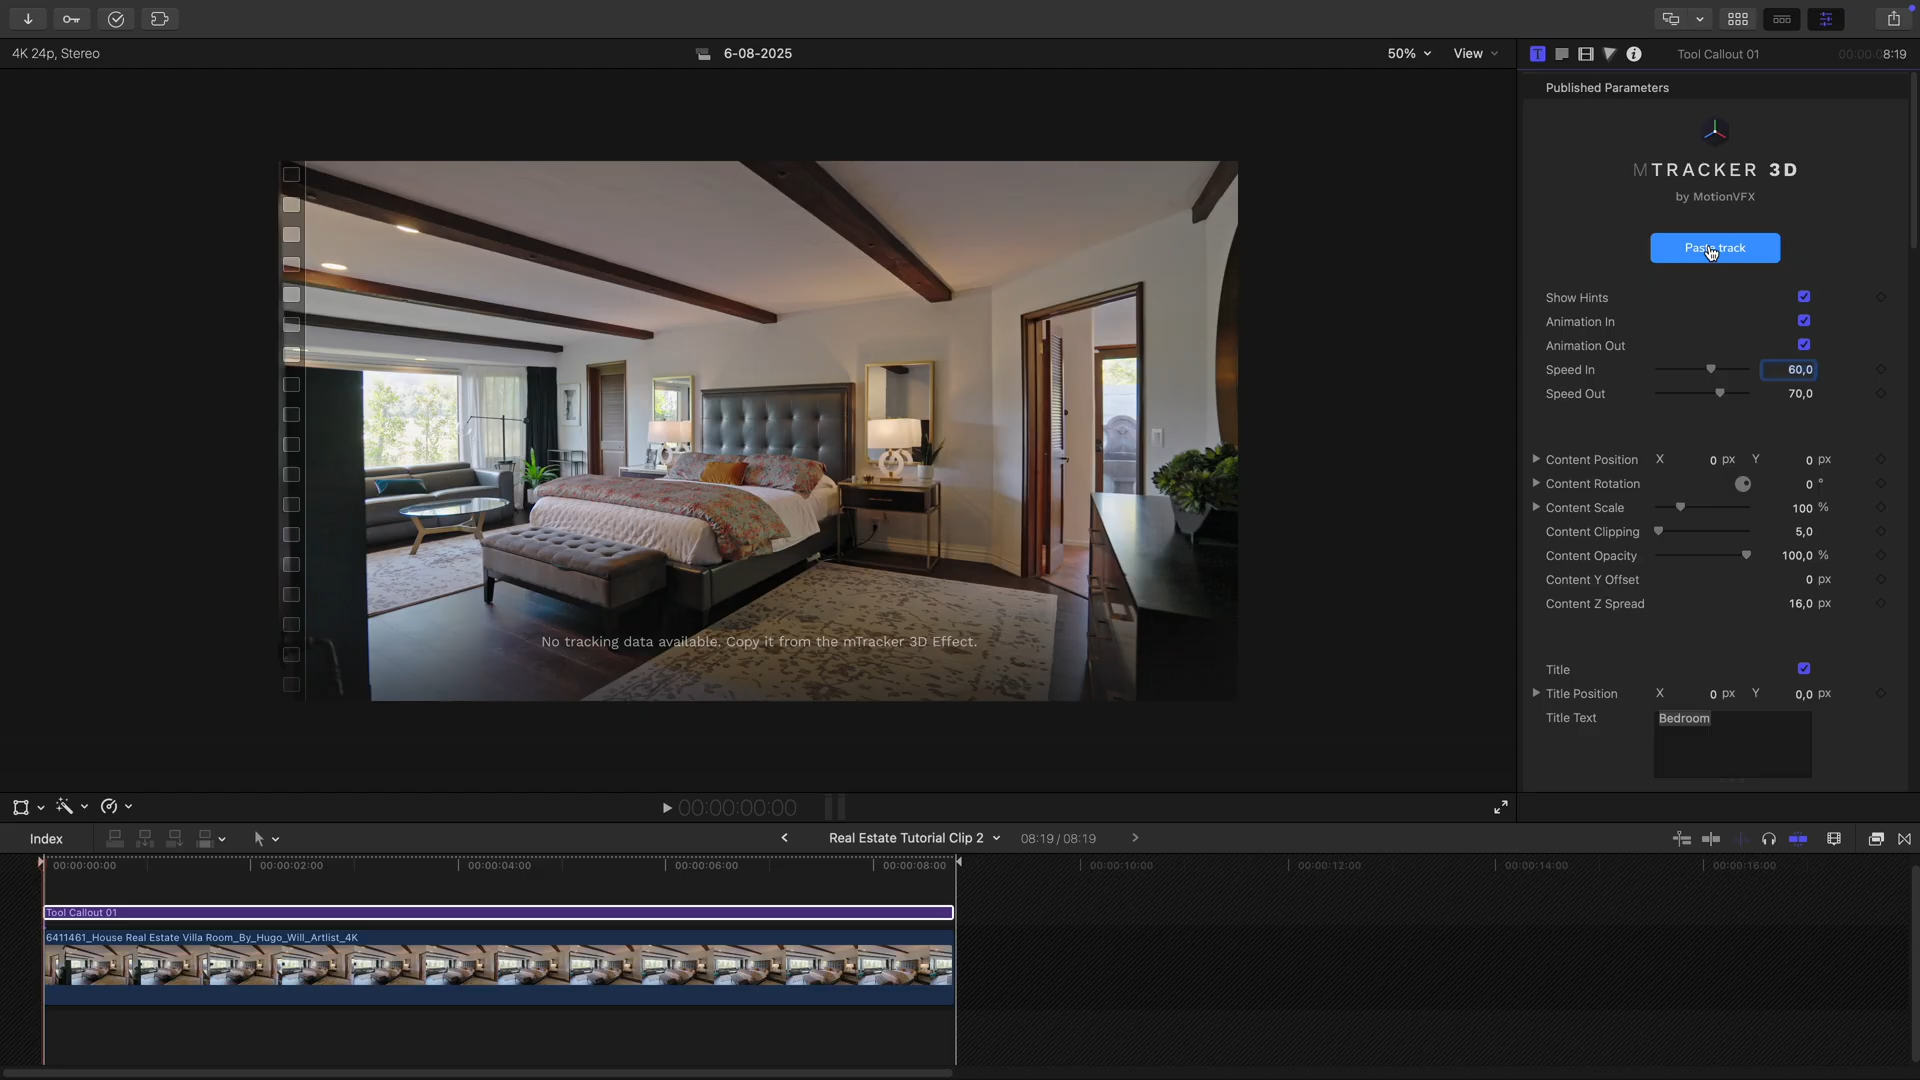 4K 24p, Stereo
6-08-2025
50%
View
Tool Callout 01
00:00:08:19
Published Parameters
MTRACKER 3D
by MotionVFX
Paste track
Show Hints
Animation In
Animation Out
Speed In 60,0
Speed Out 70,0
Content Position X 0 px Y 0 px
Content Rotation 0 °
Content Scale 100 %
Content Clipping 5,0
Content Opacity 100,0 %
Content Y Offset 0 px
Content Z Spread 16,0 px
Title
Title Position X 0 px Y 0,0 px
Title Text Bedroom
No tracking data available. Copy it from the mTracker 3D Effect.
00:00:00:00
Index
Real Estate Tutorial Clip 2
08:19 / 08:19
00:00:00:00 00:00:02:00 00:00:04:00 00:00:06:00 00:00:08:00 00:00:10:00 00:00:12:00 00:00:14:00 00:00:16:00
Tool Callout 01
6411461_House Real Estate Villa Room_By_Hugo_Will_Artlist_4K